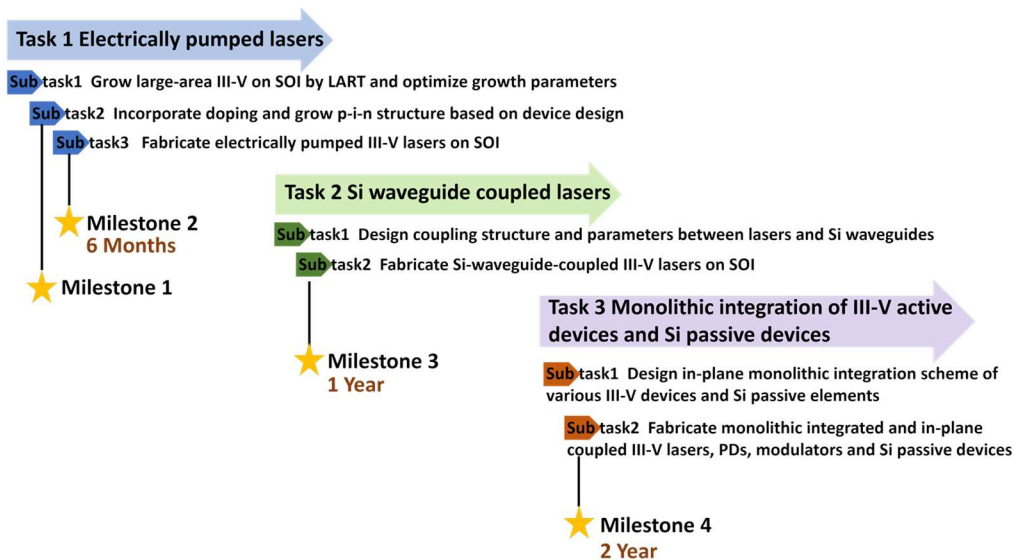 Task 1 Electrically pumped lasers
Sub task1 Grow large-area III-V on SOI by LART and optimize growth parameters
Sub task2 Incorporate doping and grow p-i-n structure based on device design
Sub task3 Fabricate electrically pumped III-V lasers on SOI
Milestone 2
6 Months
Milestone 1
Task 2 Si waveguide coupled lasers
Sub task1 Design coupling structure and parameters between lasers and Si waveguides
Sub task2 Fabricate Si-waveguide-coupled III-V lasers on SOI
Milestone 3
1 Year
Task 3 Monolithic integration of III-V active
devices and Si passive devices
Sub task1 Design in-plane monolithic integration scheme of
various III-V devices and Si passive elements
Sub task2 Fabricate monolithic integrated and in-plane
coupled III-V lasers, PDs, modulators and Si passive devices
Milestone 4
2 Year